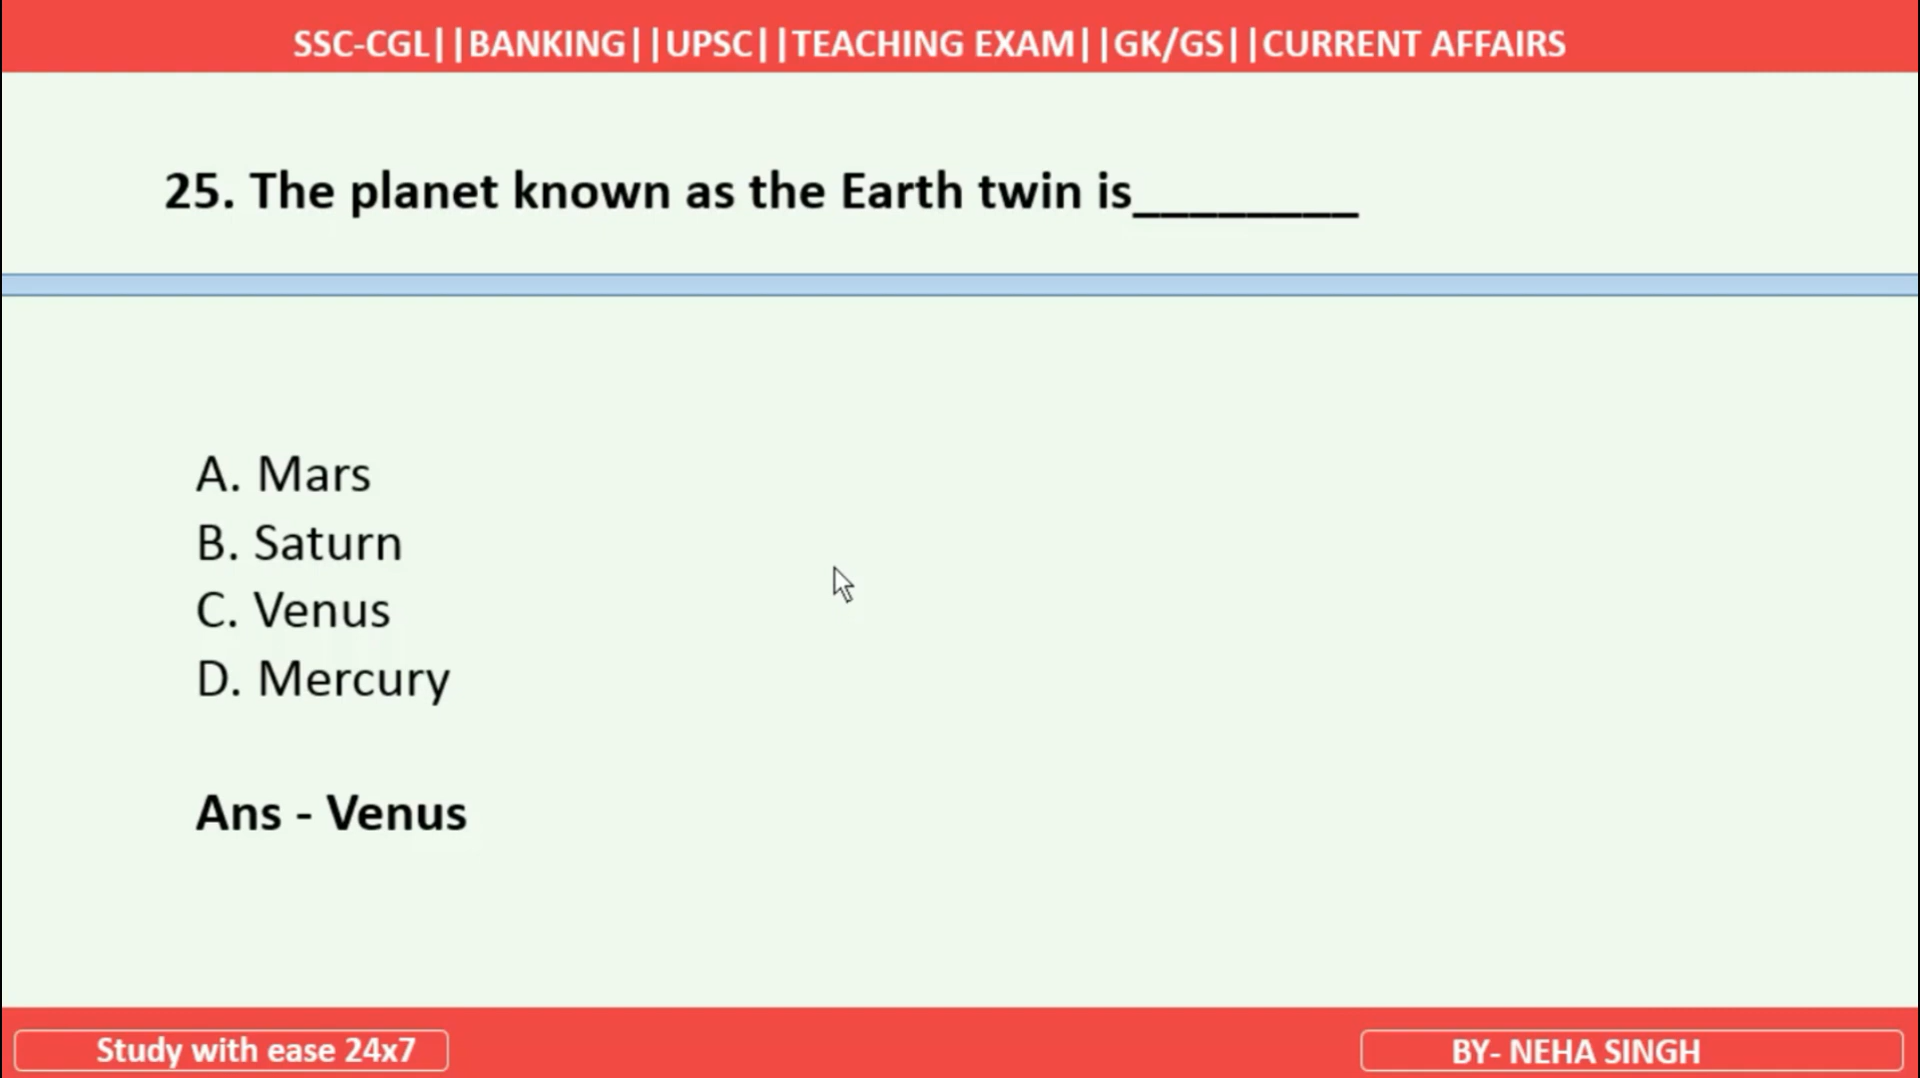 SSC-CGL||BANKING||UPSC||TEACHING EXAM||GK/GS||CURRENT AFFAIRS
25. The planet known as the Earth twin is________
A. Mars
B. Saturn
C. Venus
D. Mercury
Ans - Venus
Study with ease 24x7
BY- NEHA SINGH